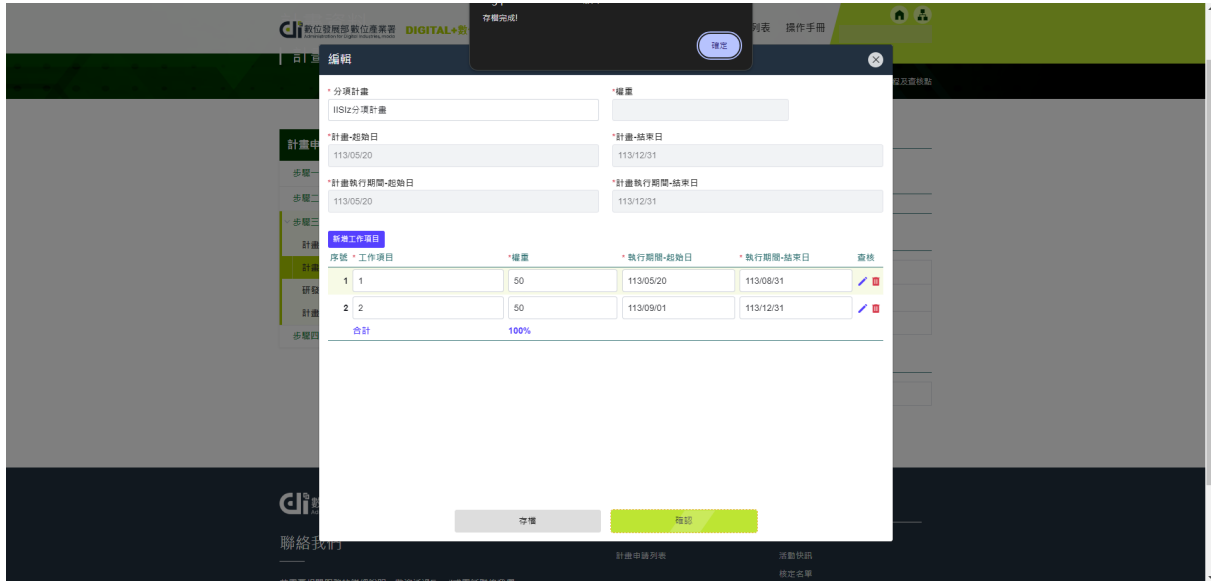 存檔完成!
確定
數位發展部數位產業署 DIGITAL+數
列表 操作手冊
編輯
程及查核點
* 分項計畫
*權重
IISIz分項計畫
*計畫-起始日
*計畫-結束日
113/05/20
113/12/31
*計畫執行期間-起始日
*計畫執行期間-結束日
113/05/20
113/12/31
計畫申
步驟一
步驟二
步驟三
計畫
計畫
研發
計畫
步驟四
新增工作項目
序號 * 工作項目 *權重 * 執行期間-起始日 * 執行期間-結束日 查核
1 1 50 113/05/20 113/08/31
2 2 50 113/09/01 113/12/31
合計 100%
存檔
確認
聯絡我們
計畫申請列表
活動快訊
核定名單